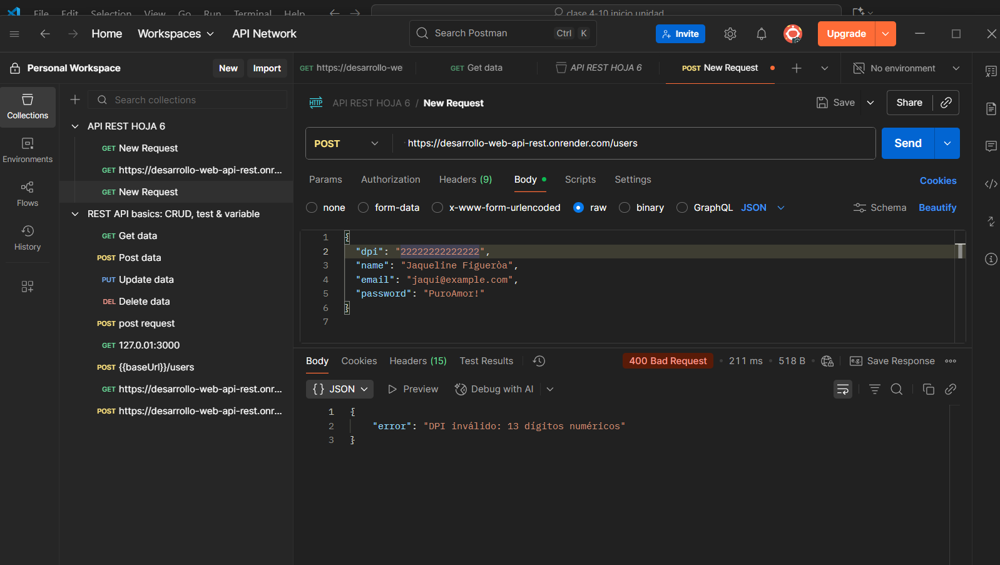 File Edit Selection View Go Run Terminal Help
clase 4-10 inicio unidad
Home Workspaces API Network
Search Postman Ctrl K
Invite
Upgrade
Personal Workspace
New Import
GET https://desarrollo-we
GET Get data
API REST HOJA 6
POST New Request
No environment
Collections
Environments
Flows
History
Search collections
API REST HOJA 6
GET New Request
GET https://desarrollo-web-api-rest.onr...
GET New Request
REST API basics: CRUD, test & variable
GET Get data
POST Post data
PUT Update data
DEL Delete data
POST post request
GET 127.0.01:3000
POST {{baseUrl}}/users
GET https://desarrollo-web-api-rest.onr...
POST https://desarrollo-web-api-rest.onr...
HTTP API REST HOJA 6 / New Request
Save
Share
POST https://desarrollo-web-api-rest.onrender.com/users
Send
Params Authorization Headers (9) Body Scripts Settings
Cookies
none form-data x-www-form-urlencoded raw binary GraphQL JSON
Schema Beautify
1 {
2 "dpi": "22222222222222",
3 "name": "Jaqueline Figueròa",
4 "email": "jaqui@example.com",
5 "password": "PuroAmor!"
6 }
7
Body Cookies Headers (15) Test Results
400 Bad Request • 211 ms • 518 B •
e.g. Save Response
{} JSON Preview Debug with AI
1 {
2 "error": "DPI inválido: 13 dígitos numéricos"
3 }